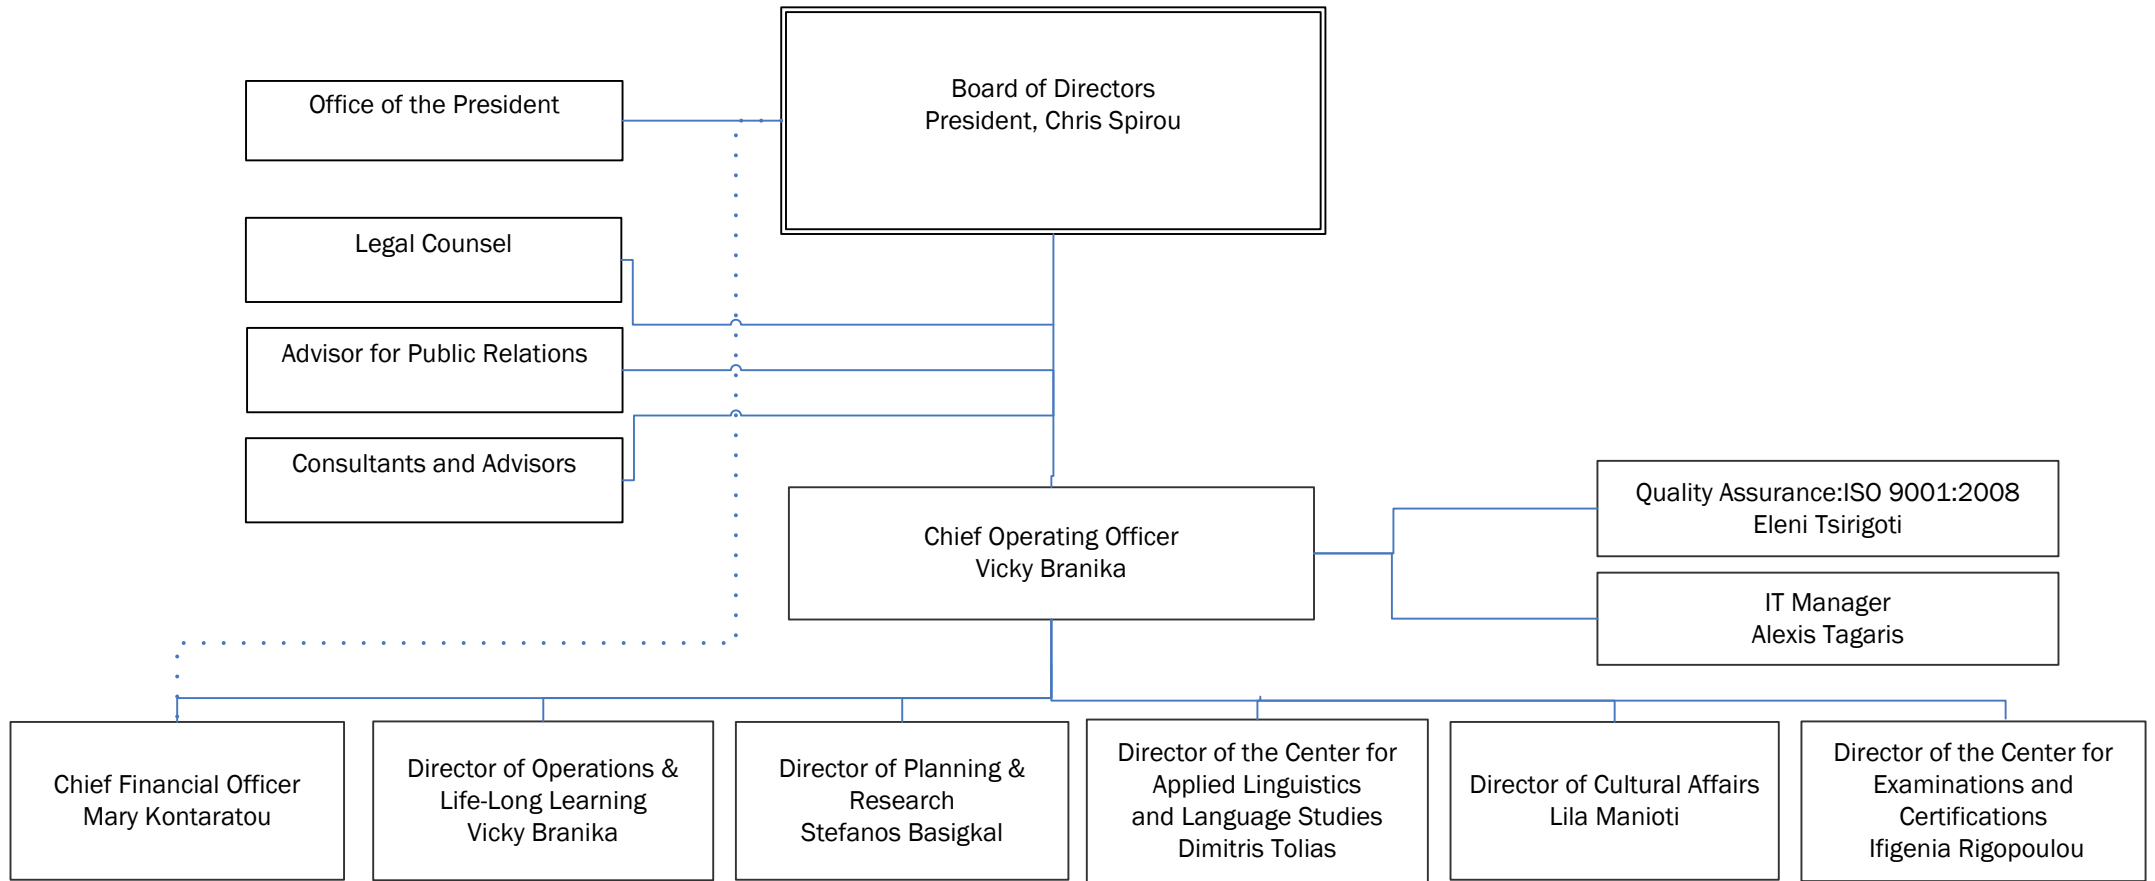 Board of Directors
President, Chris Spirou
Office of the President
Legal Counsel
Advisor for Public Relations
Consultants and Advisors
Chief Operating Officer
Vicky Branika
Quality Assurance:ISO 9001:2008
Eleni Tsirigoti
IT Manager
Alexis Tagaris
Chief Financial Officer
Mary Kontaratou
Director of Operations &
Life-Long Learning
Vicky Branika
Director of Planning &
Research
Stefanos Basigkal
Director of the Center for
Applied Linguistics
and Language Studies
Dimitris Tolias
Director of Cultural Affairs
Lila Manioti
Director of the Center for
Examinations and
Certifications
Ifigenia Rigopoulou